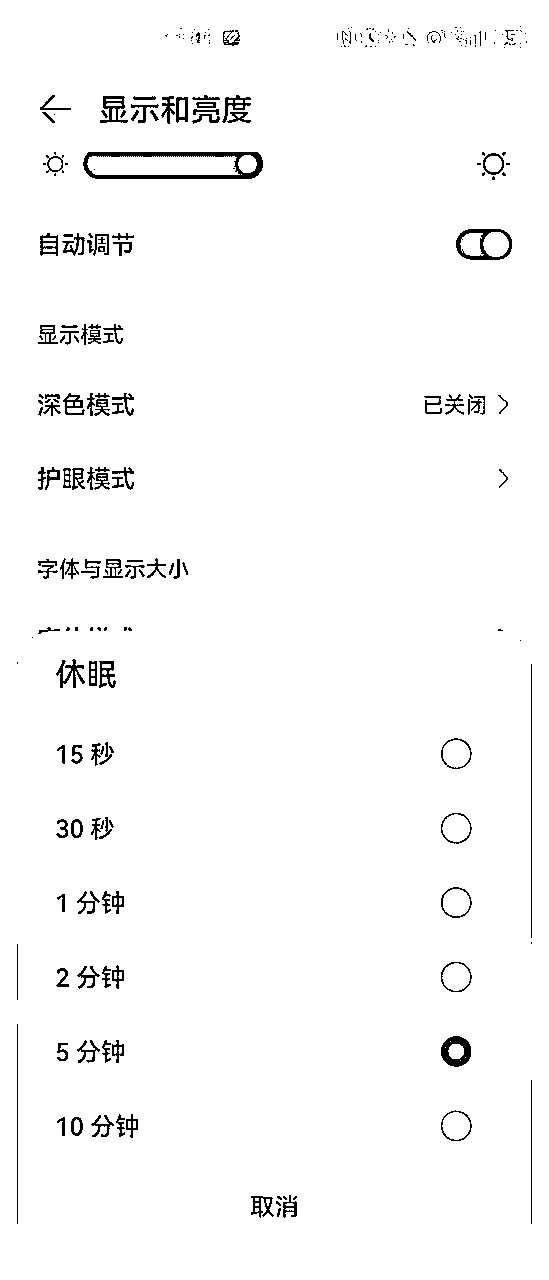 显示和亮度
自动调节
显示模式
深色模式 已关闭
护眼模式
字体与显示大小
休眠
15 秒
30 秒
1 分钟
2 分钟
5 分钟
10 分钟
取消